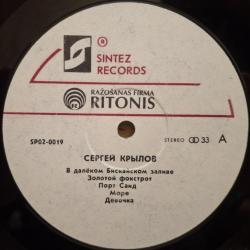 ®
SINTEZ
RECORDS
RAŽOŠANAS FIRMA
RITONIS
SP02-0019
STEREO 33 A
СЕРГЕЙ КРЫЛОВ
В далёком Бискайском заливе
Золотой фокстрот
Порт Саид
Море
Девочка